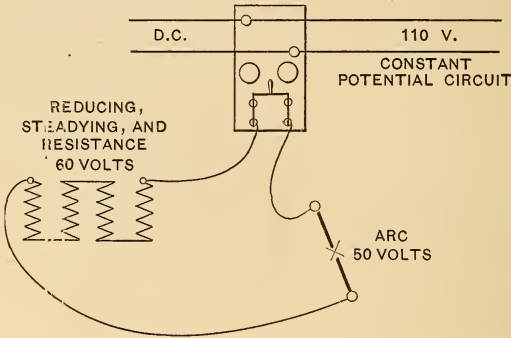 D.C. 110 V.
CONSTANT
POTENTIAL CIRCUIT
REDUCING,
STEADYING, AND
RESISTANCE
60 VOLTS
ARC
50 VOLTS